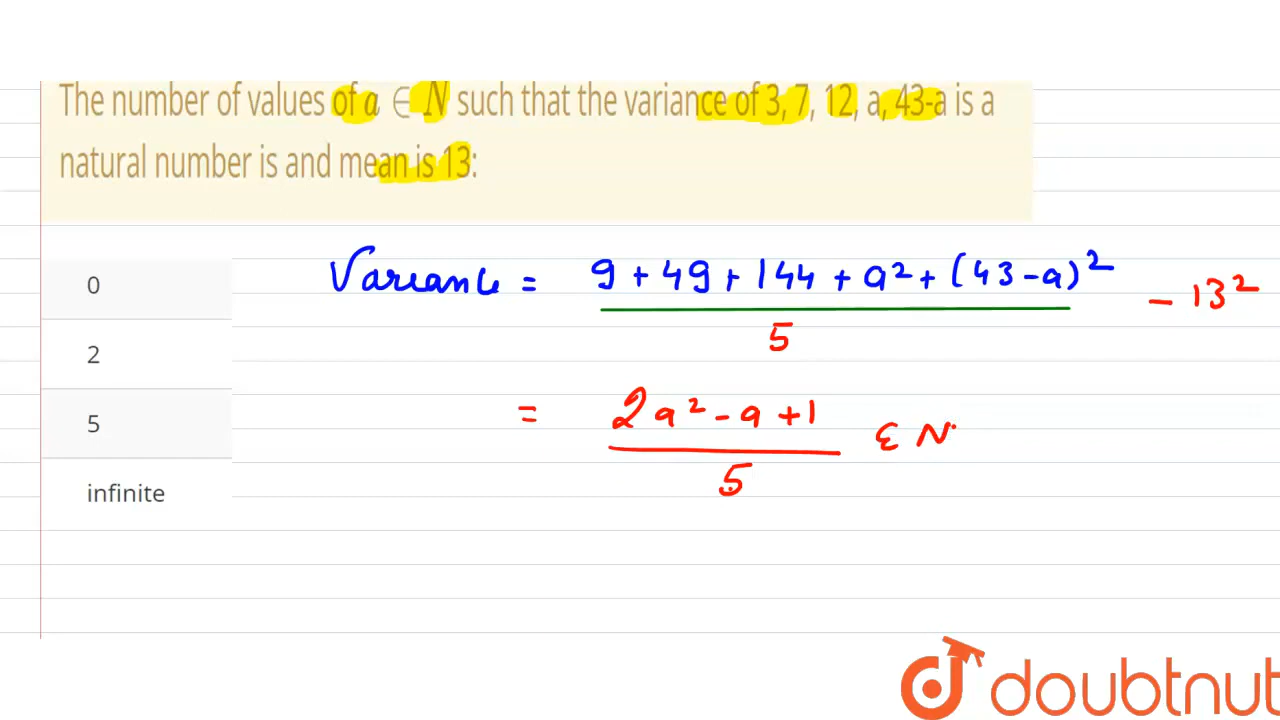 The number of values of a ∈ N such that the variance of 3, 7, 12, a, 43-a is a
natural number is and mean is 13:
0
2
5
infinite
Variance = 9 + 49 + 144 + a² + (43 - a)² / 5 - 13²
= 2a² - a + 1 / 5 ∈ N
doubtnut